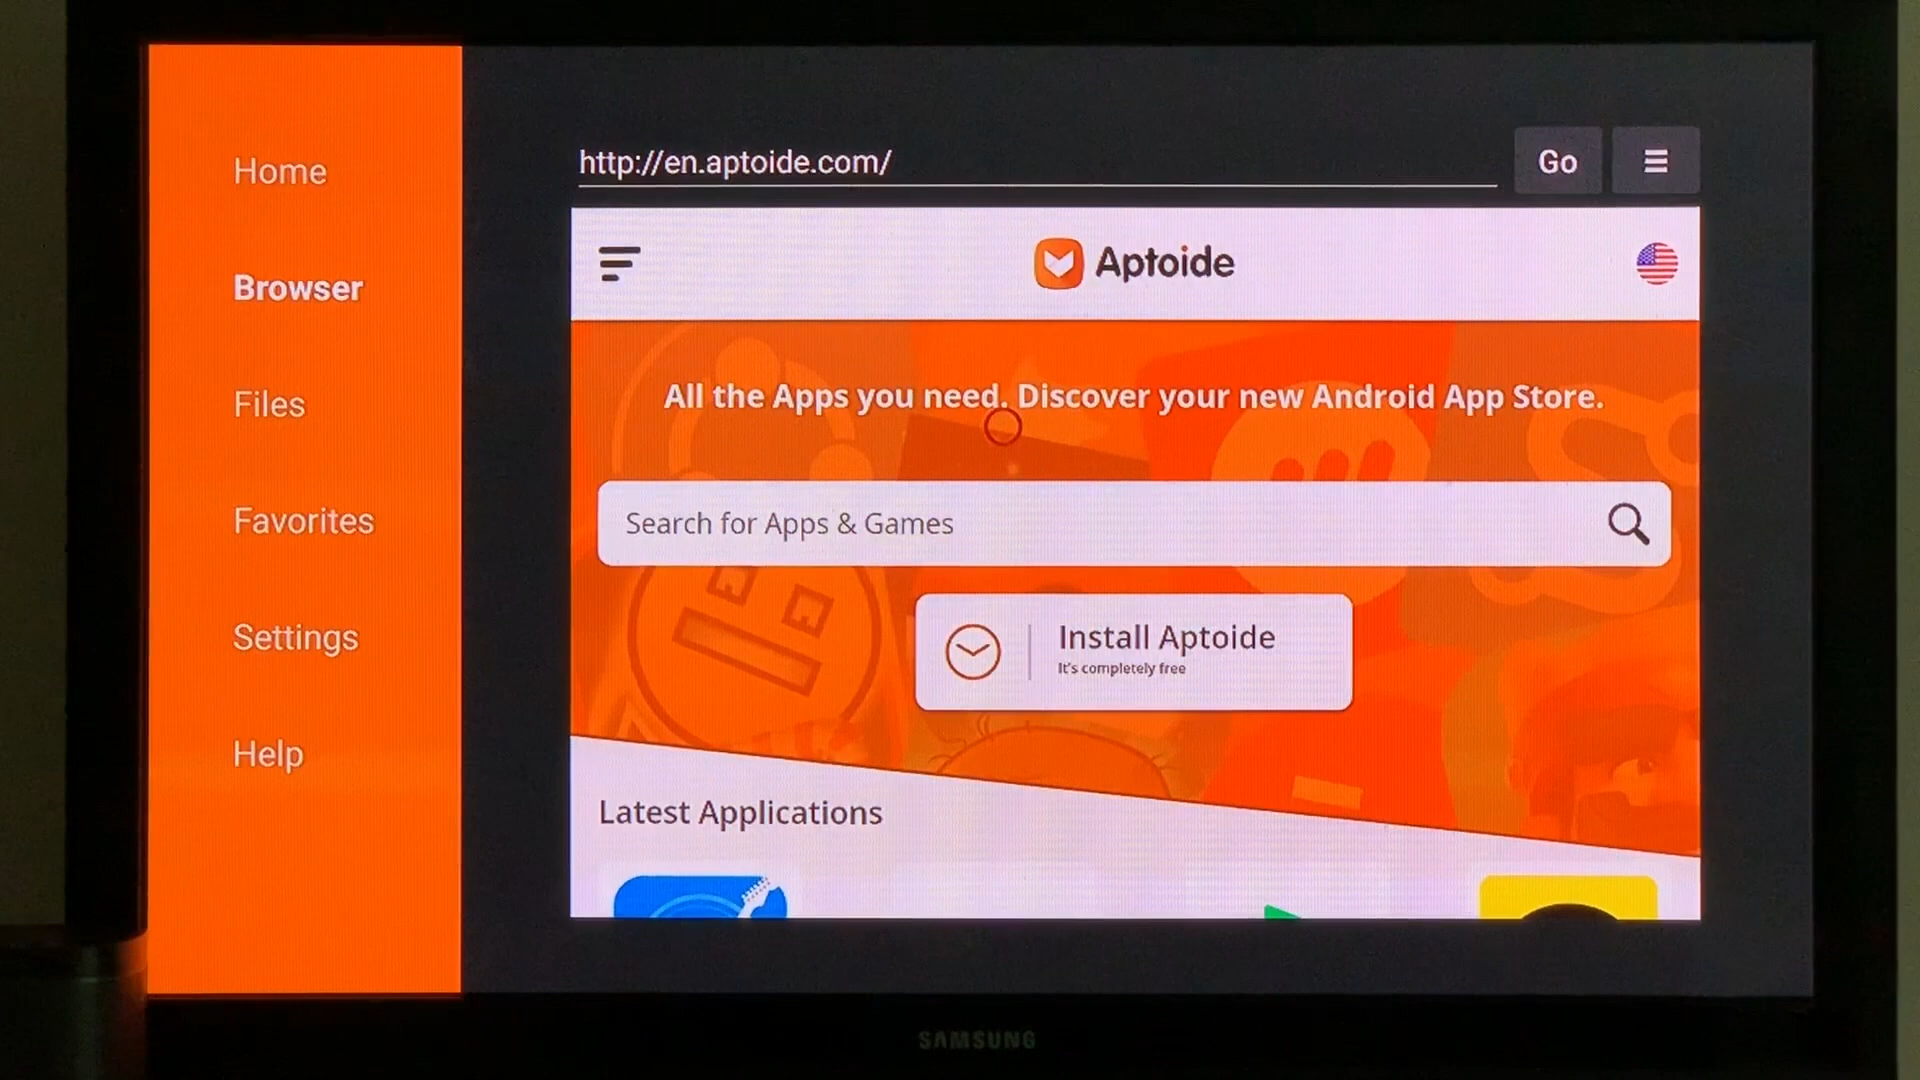 Home
Browser
Files
Favorites
Settings
Help
http://en.aptoide.com/
Go
Aptoide
All the Apps you need. Discover your new Android App Store.
Search for Apps & Games
Install Aptoide
It's completely free
Latest Applications
SAMSUNG